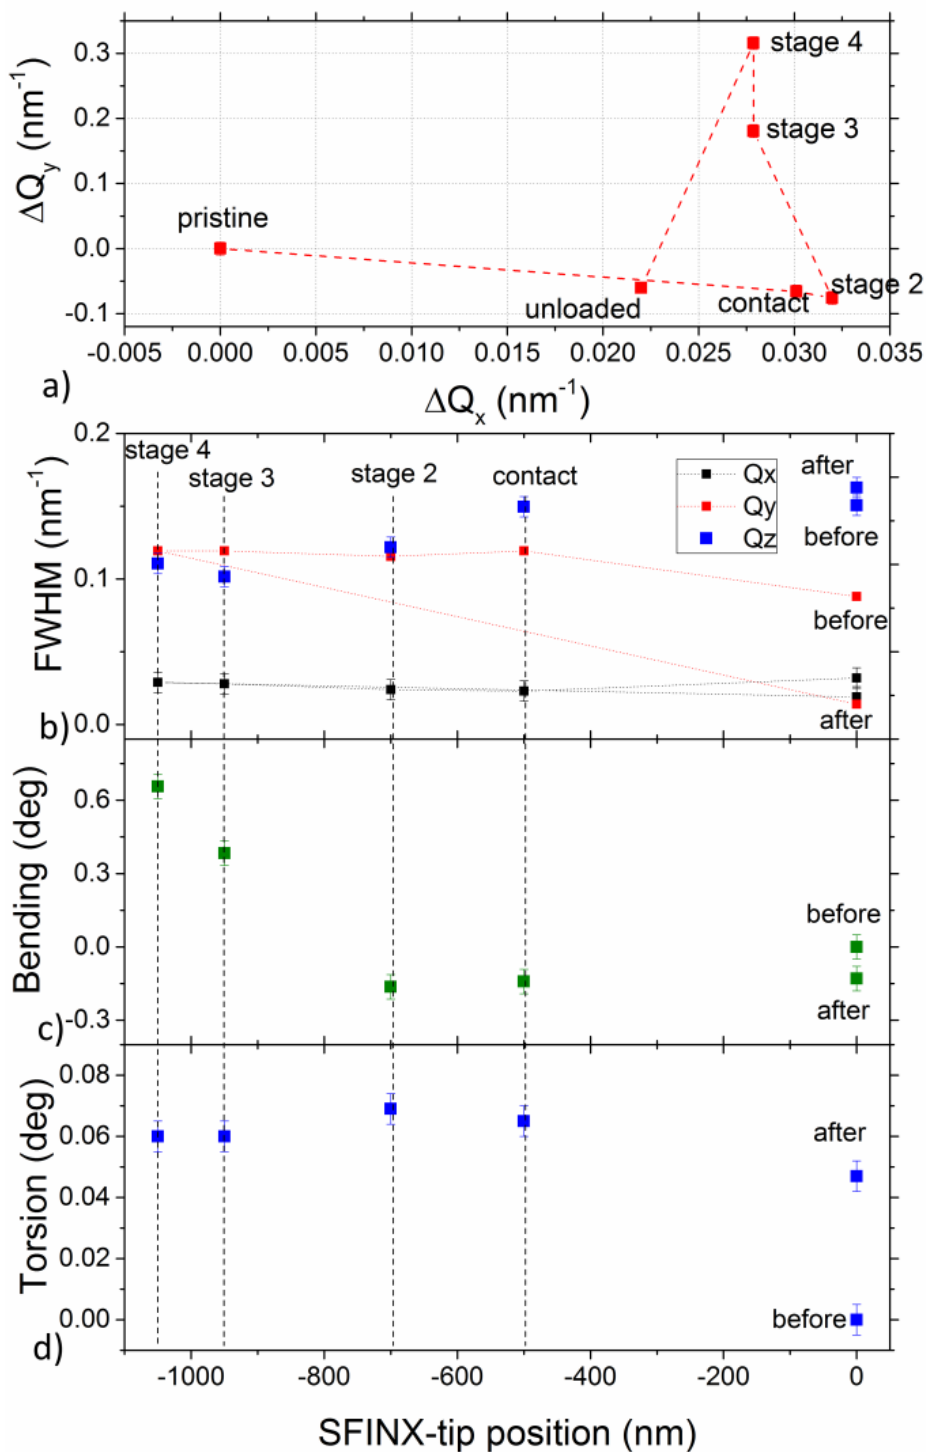 0.3
0.2
0.1
0.0
-0.1
ΔQy (nm-1)
stage 4
stage 3
pristine
stage 2
unloaded
contact
-0.005 0.000 0.005 0.010 0.015 0.020 0.025 0.030 0.035
a)
ΔQx (nm-1)
0.2
0.1
0.0
FWHM (nm-1)
stage 4
stage 3
stage 2
contact
Qx
Qy
Qz
after
before
before
after
b)
0.6
0.3
0.0
-0.3
Bending (deg)
before
after
c)
0.08
0.06
0.04
0.02
0.00
Torsion (deg)
after
before
d)
-1000 -800 -600 -400 -200 0
SFINX-tip position (nm)